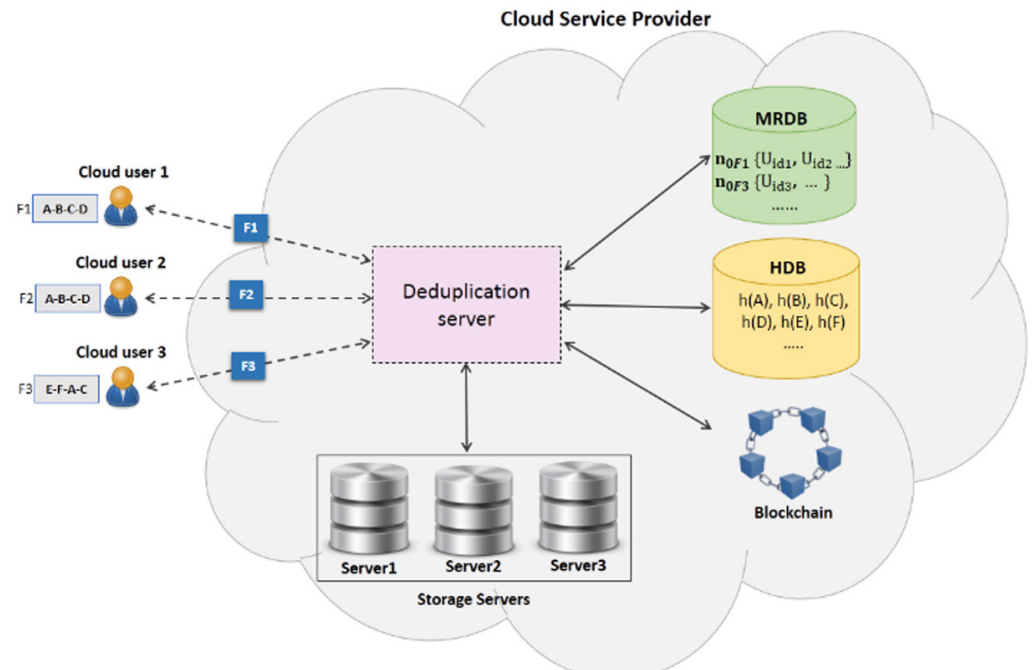 Cloud Service Provider
Cloud user 1
F1 A-B-C-D
Cloud user 2
F2 A-B-C-D
Cloud user 3
F3 E-F-A-C
F1
F2
F3
Deduplication
server
MRDB
n₀F1 {Uid1, Uid2 ...}
n₀F3 {Uid3, ... }
......
HDB
h(A), h(B), h(C),
h(D), h(E), h(F)
.....
Blockchain
Server1 Server2 Server3
Storage Servers